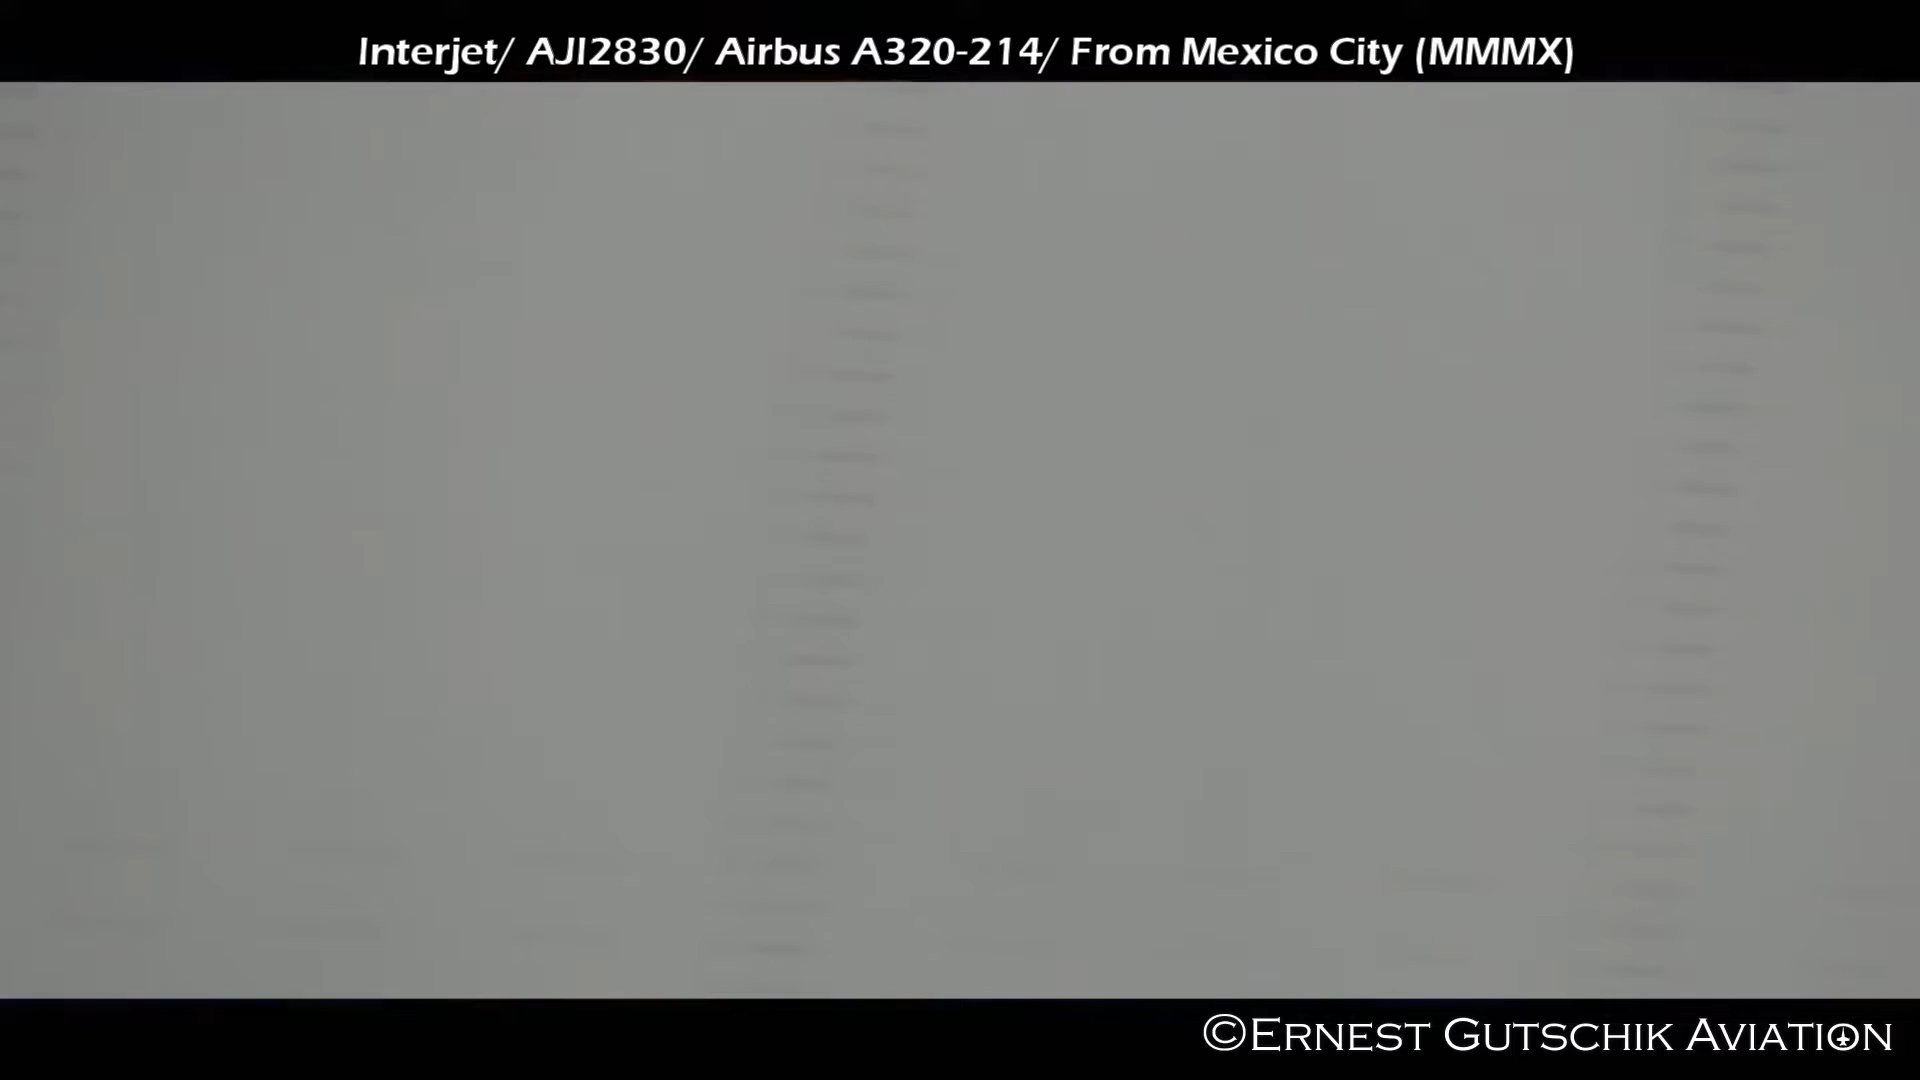 Interjet/ AJI2830/ Airbus A320-214/ From Mexico City (MMMX)
©ERNEST GUTSCHIK AVIATION